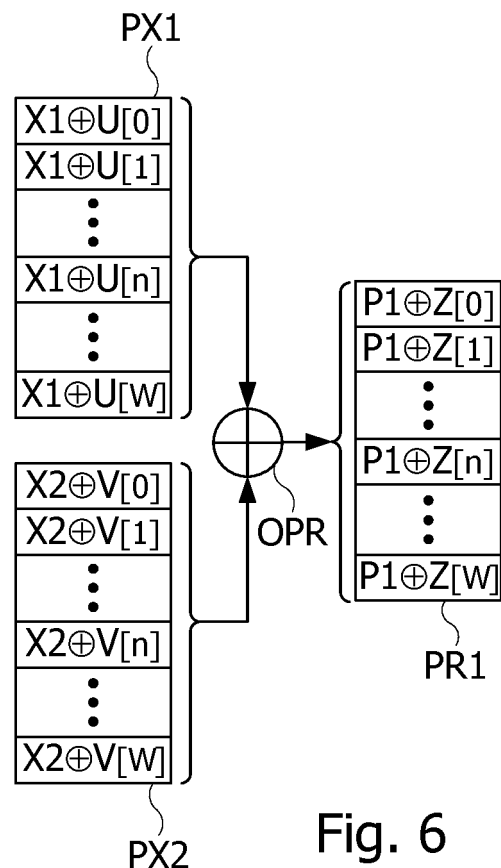 PX1
X1⊕U[0]
X1⊕U[1]
X1⊕U[n]
X1⊕U[W]
X2⊕V[0]
X2⊕V[1]
X2⊕V[n]
X2⊕V[W]
PX2
OPR
P1⊕Z[0]
P1⊕Z[1]
P1⊕Z[n]
P1⊕Z[W]
PR1
Fig. 6